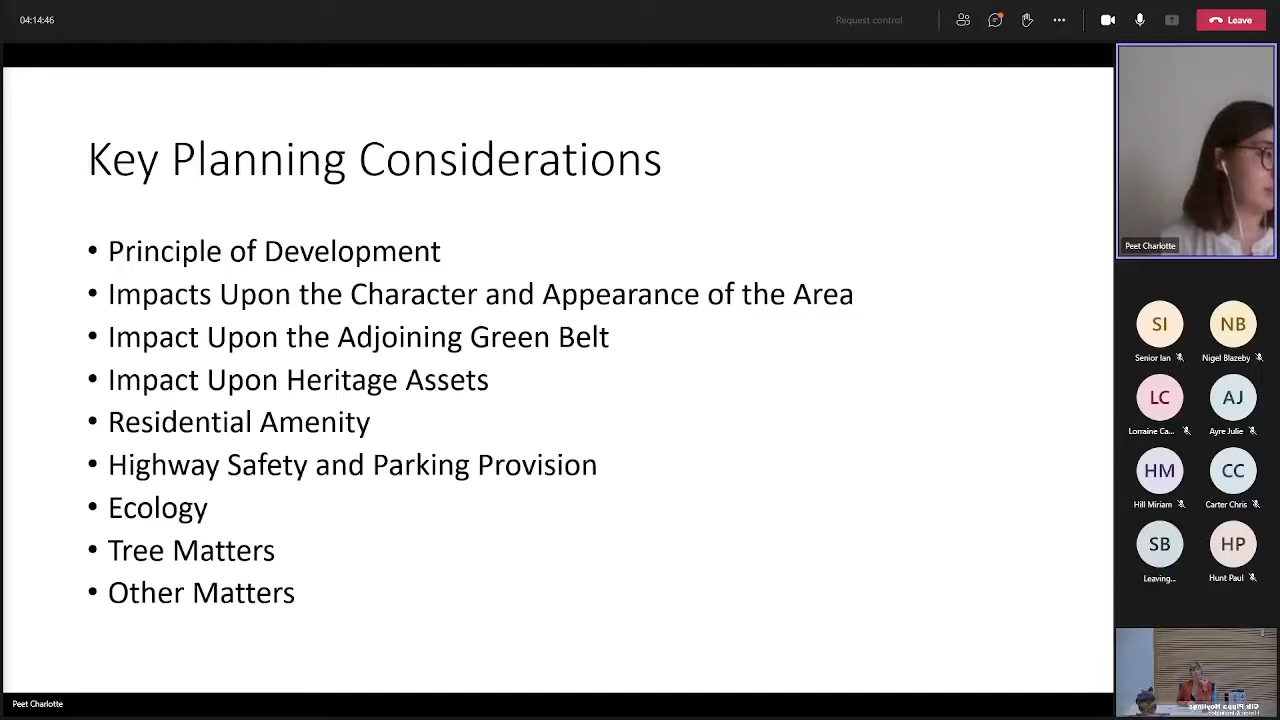 04:14:46
Request control
Leave
Key Planning Considerations
• Principle of Development
• Impacts Upon the Character and Appearance of the Area
• Impact Upon the Adjoining Green Belt
• Impact Upon Heritage Assets
• Residential Amenity
• Highway Safety and Parking Provision
• Ecology
• Tree Matters
• Other Matters
Peet Charlotte
SI
NB
Senior Ian
Nigel Blazeby
LC
AJ
Lorraine Ca...
Ayre Julie
HM
CC
Hill Miriam
Carter Chris
SB
HP
Leaving...
Hunt Paul
Peet Charlotte